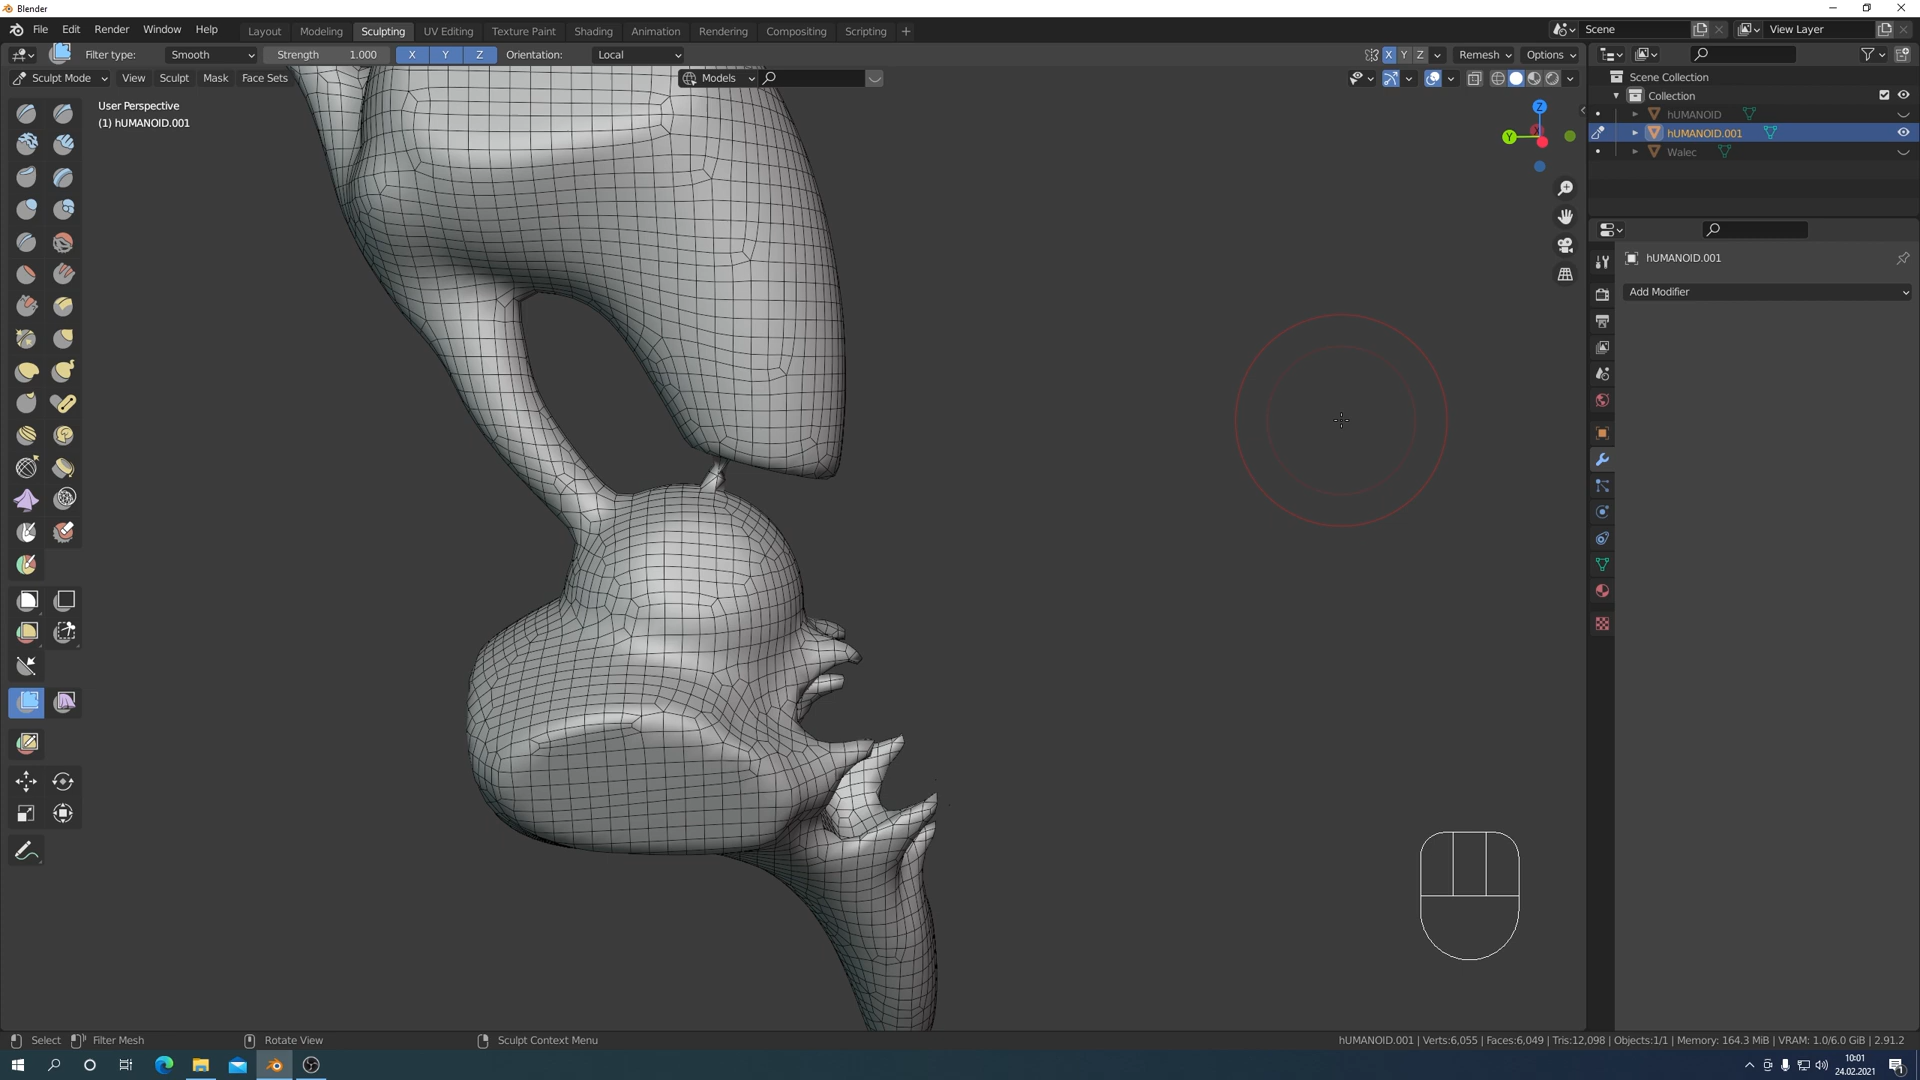 Blender
File Edit Render Window Help Layout Modeling Sculpting UV Editing Texture Paint Shading Animation Rendering Compositing Scripting + Scene View Layer
Filter type: Smooth Strength 1.000 X Y Z Orientation: Local X Y Z Remesh Options
Sculpt Mode View Sculpt Mask Face Sets Models
Scene Collection
Collection
hUMANOID
hUMANOID.001
Walec
User Perspective
(1) hUMANOID.001
Z
Y
hUMANOID.001
Add Modifier
Select Filter Mesh Rotate View Sculpt Context Menu hUMANOID.001 | Verts:6,055 | Faces:6,049 | Tris:12,098 | Objects:1/1 | Memory: 164.3 MiB | VRAM: 1.0/6.0 GiB | 2.91.2
10:01
24.02.2021
1